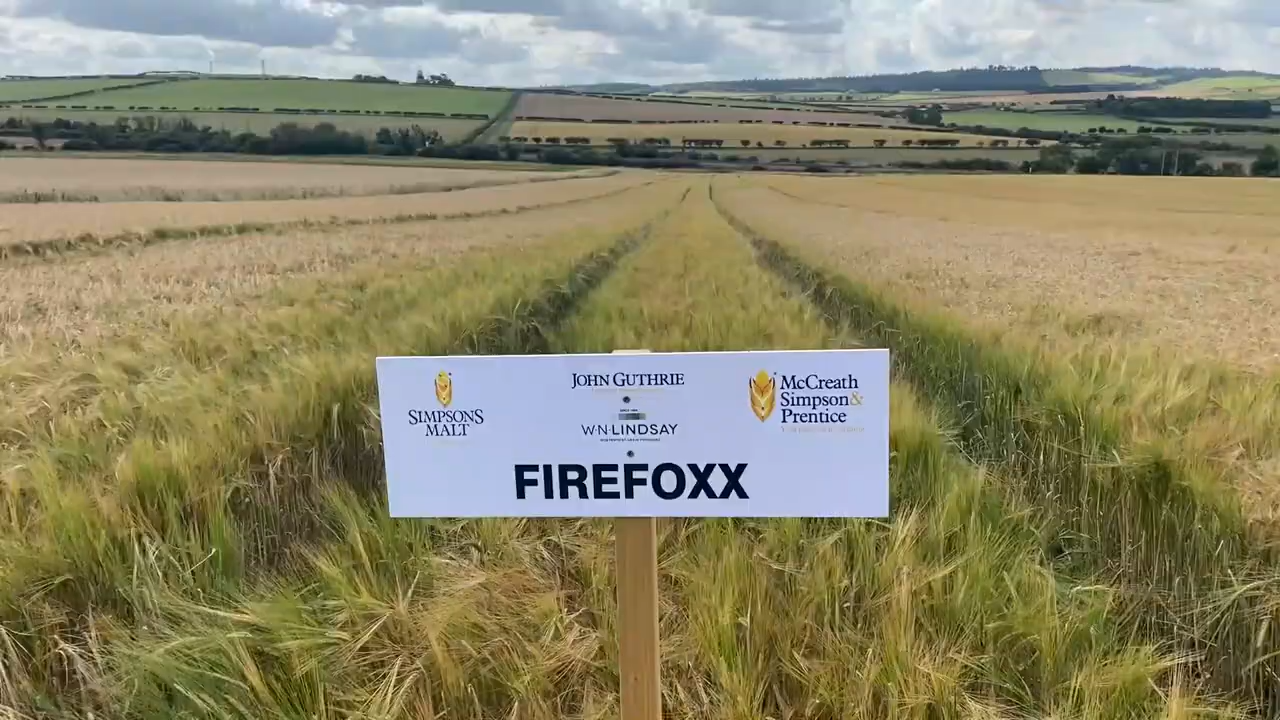 SIMPSONS
MALT
JOHN GUTHRIE
W·N·LINDSAY
McCreath
Simpson&
Prentice
FIREFOXX